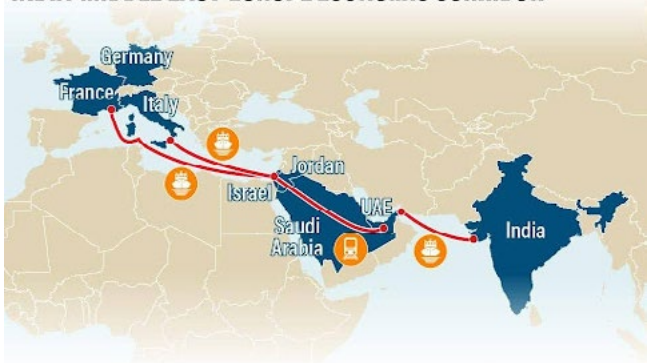 Germany
France
Italy
Jordan
Israel
UAE
Saudi
Arabia
India